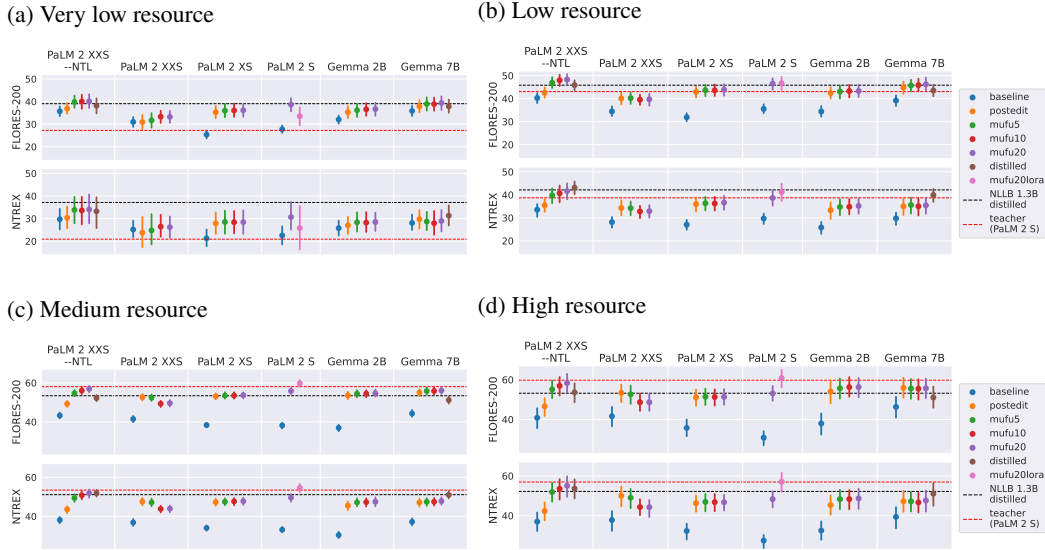 (a) Very low resource
PaLM 2 XXS
--NTL
PaLM 2 XXS
PaLM 2 XS
PaLM 2 S
Gemma 2B
Gemma 7B
FLORES-200
50
40
30
20
NTREX
50
40
30
20
(b) Low resource
PaLM 2 XXS
--NTL
PaLM 2 XXS
PaLM 2 XS
PaLM 2 S
Gemma 2B
Gemma 7B
FLORES-200
50
40
30
20
NTREX
50
40
30
20
baseline
postedit
mufu5
mufu10
mufu20
distilled
mufu20lora
NLLB 1.3B
distilled
teacher
(PaLM 2 S)
(c) Medium resource
PaLM 2 XXS
--NTL
PaLM 2 XXS
PaLM 2 XS
PaLM 2 S
Gemma 2B
Gemma 7B
FLORES-200
60
40
NTREX
60
40
(d) High resource
PaLM 2 XXS
--NTL
PaLM 2 XXS
PaLM 2 XS
PaLM 2 S
Gemma 2B
Gemma 7B
FLORES-200
60
40
NTREX
60
40
baseline
postedit
mufu5
mufu10
mufu20
distilled
mufu20lora
NLLB 1.3B
distilled
teacher
(PaLM 2 S)